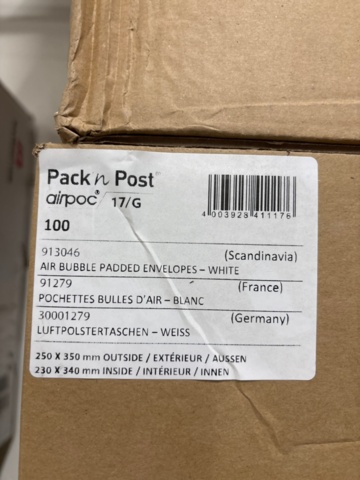 Pack n Post®
airpoc® 17/G
100
4 003928 411176
913046 (Scandinavia)
AIR BUBBLE PADDED ENVELOPES – WHITE
91279 (France)
POCHETTES BULLES D'AIR – BLANC
30001279 (Germany)
LUFTPOLSTERTASCHEN – WEISS
250 X 350 mm OUTSIDE / EXTÉRIEUR / AUSSEN
230 X 340 mm INSIDE / INTÉRIEUR / INNEN